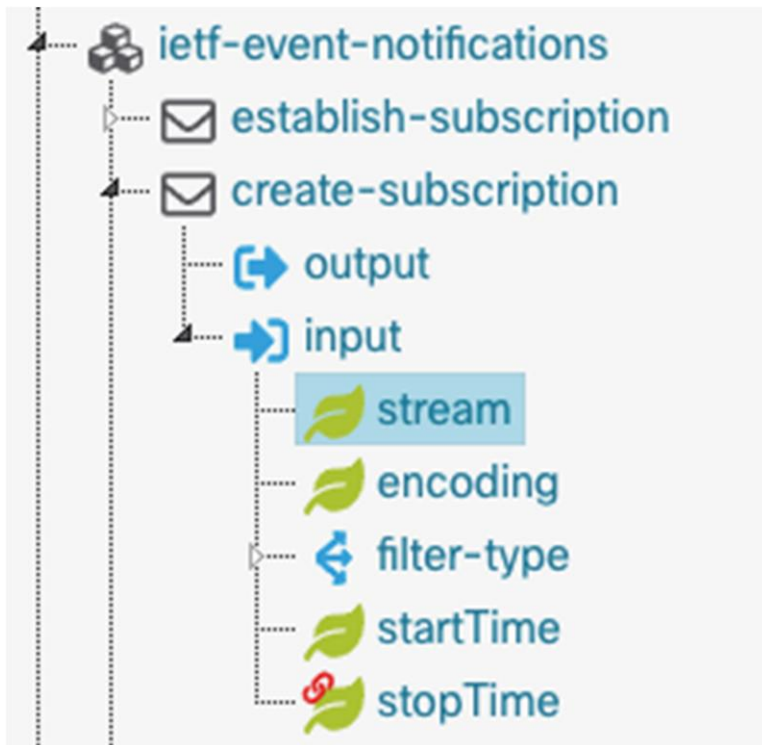 ietf-event-notifications
establish-subscription
create-subscription
output
input
stream
encoding
filter-type
startTime
stopTime